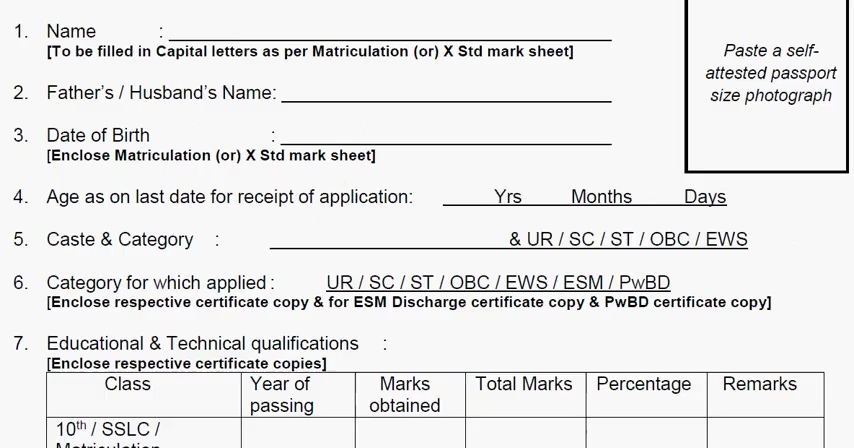 1. Name : 
[To be filled in Capital letters as per Matriculation (or) X Std mark sheet]
Paste a self-
attested passport
size photograph
2. Father's / Husband's Name:
3. Date of Birth :
[Enclose Matriculation (or) X Std mark sheet]
4. Age as on last date for receipt of application: Yrs Months Days
5. Caste & Category : & UR / SC / ST / OBC / EWS
6. Category for which applied : UR / SC / ST / OBC / EWS / ESM / PwBD
[Enclose respective certificate copy & for ESM Discharge certificate copy & PwBD certificate copy]
7. Educational & Technical qualifications :
[Enclose respective certificate copies]
Class Year of Marks Total Marks Percentage Remarks
passing obtained
10th / SSLC /
Matriculation